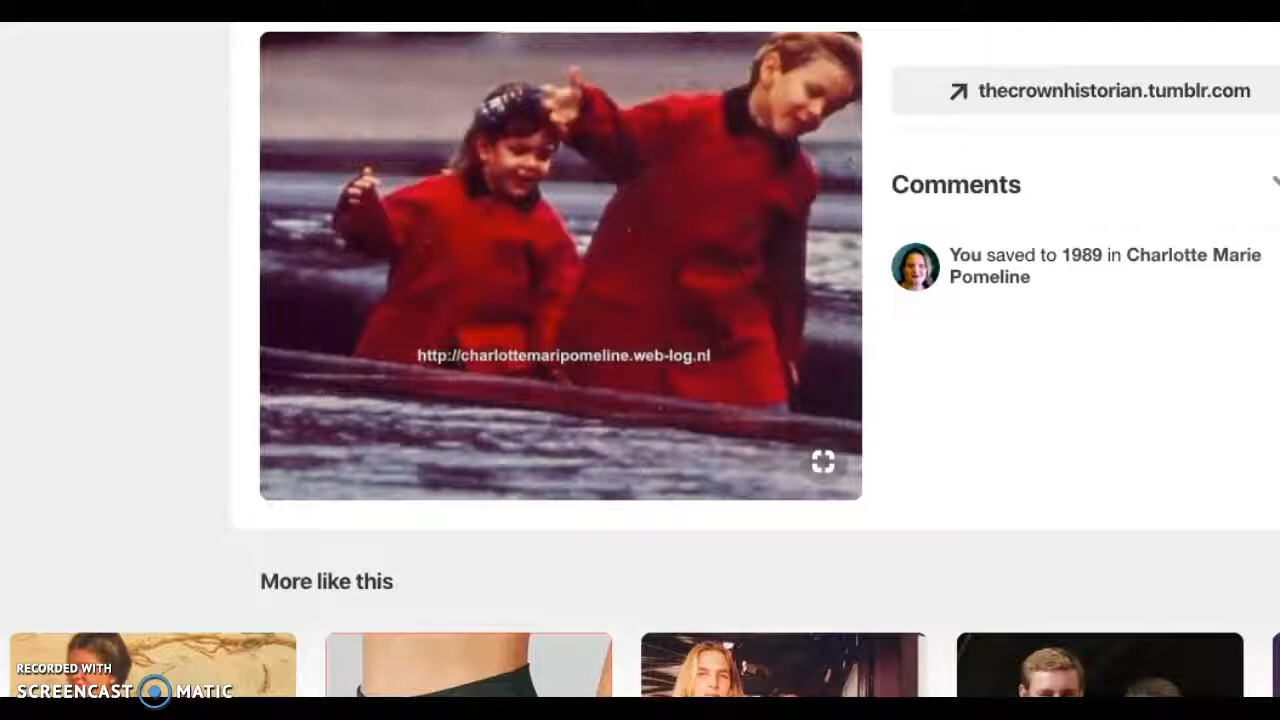 thecrownhistorian.tumblr.com
Comments
You saved to 1989 in Charlotte Marie
Pomeline
http://charlottemaripomeline.web-log.nl
More like this
RECORDED WITH
SCREENCAST MATIC